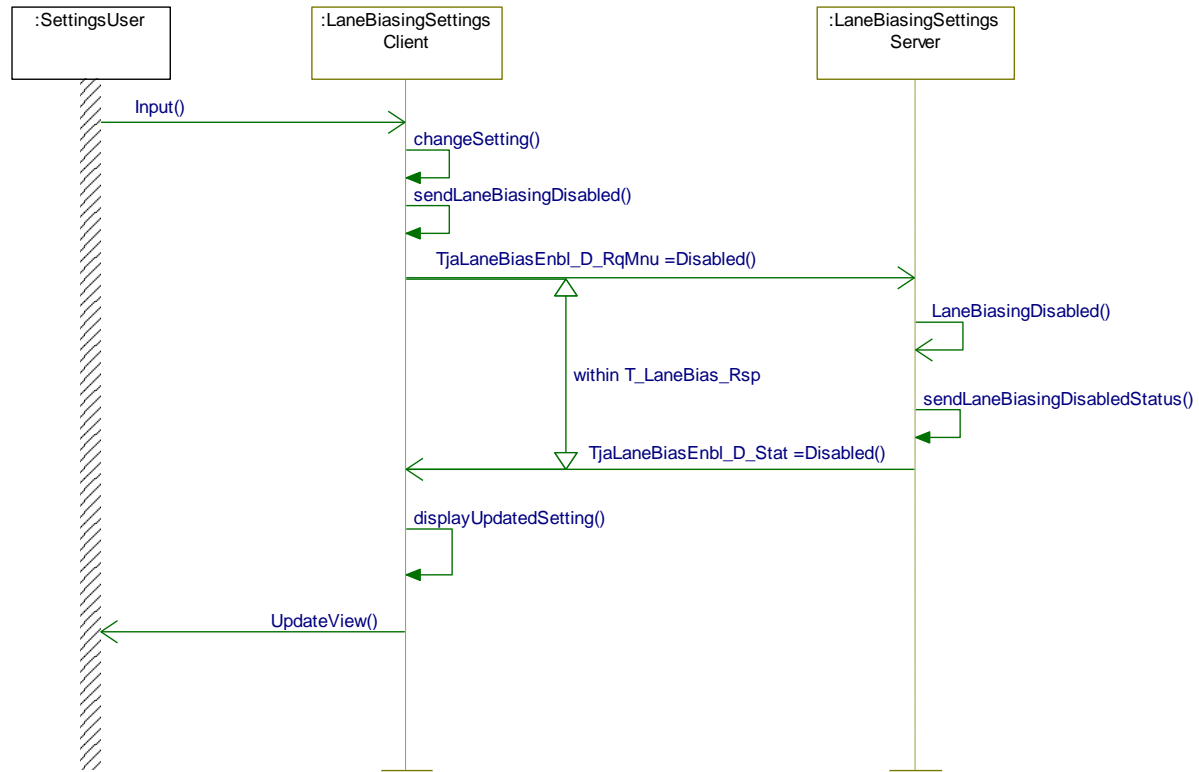 :SettingsUser
:LaneBiasingSettings
Client
:LaneBiasingSettings
Server
Input()
changeSetting()
sendLaneBiasingDisabled()
TjaLaneBiasEnbl_D_RqMnu =Disabled()
LaneBiasingDisabled()
within T_LaneBias_Rsp
sendLaneBiasingDisabledStatus()
TjaLaneBiasEnbl_D_Stat =Disabled()
displayUpdatedSetting()
UpdateView()